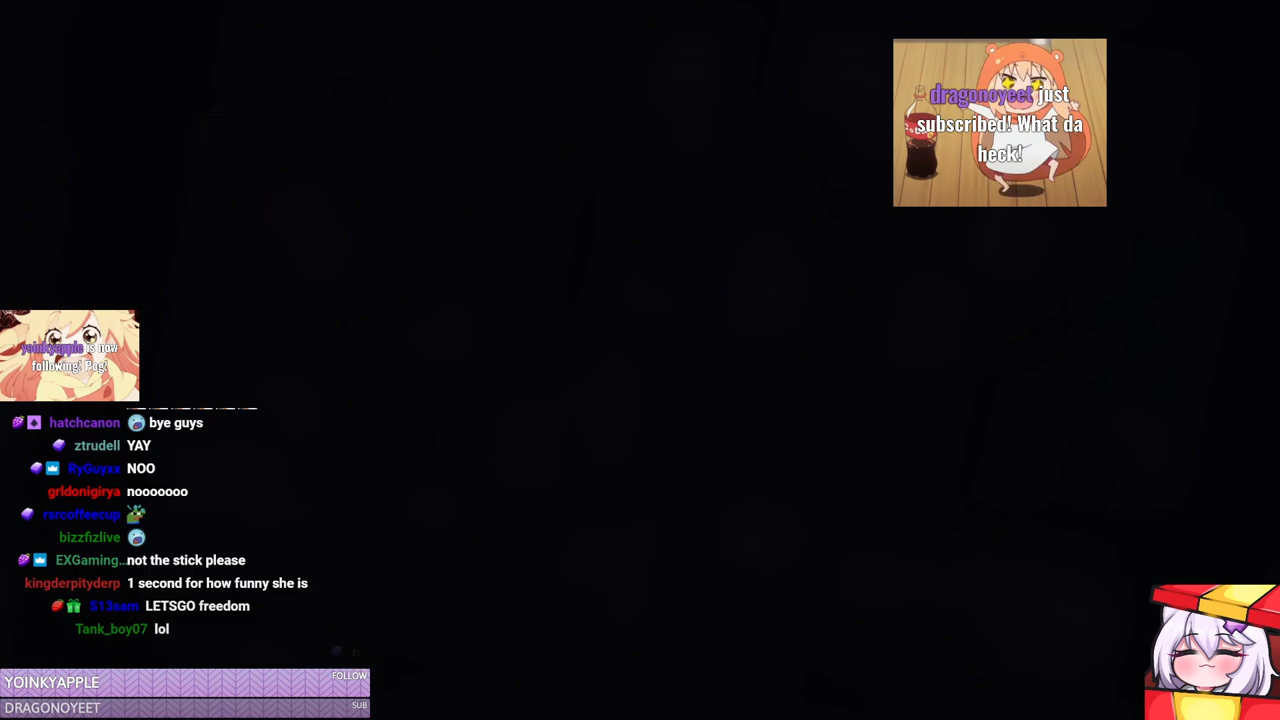 dragonoyeet just
subscribed! What da
heck!
yoinkyapple is now
following! Pog!
hatchcanon bye guys
ztrudell YAY
RyGuyxx NOO
grldonigirya nooooooo
rsrcoffeecup
bizzfizlive
EXGaming... not the stick please
kingderpityderp 1 second for how funny she is
S13sam LETSGO freedom
Tank_boy07 lol
YOINKYAPPLE FOLLOW
DRAGONOYEET SUB